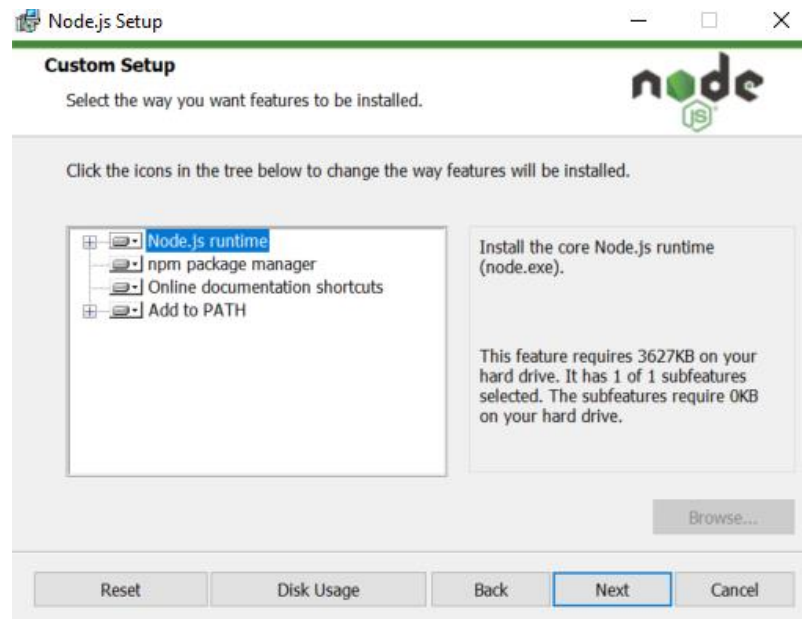 Node.js Setup
Custom Setup
Select the way you want features to be installed.
node
JS
Click the icons in the tree below to change the way features will be installed.
Node.js runtime
npm package manager
Online documentation shortcuts
Add to PATH
Install the core Node.js runtime
(node.exe).
This feature requires 3627KB on your
hard drive. It has 1 of 1 subfeatures
selected. The subfeatures require 0KB
on your hard drive.
Browse...
Reset
Disk Usage
Back
Next
Cancel